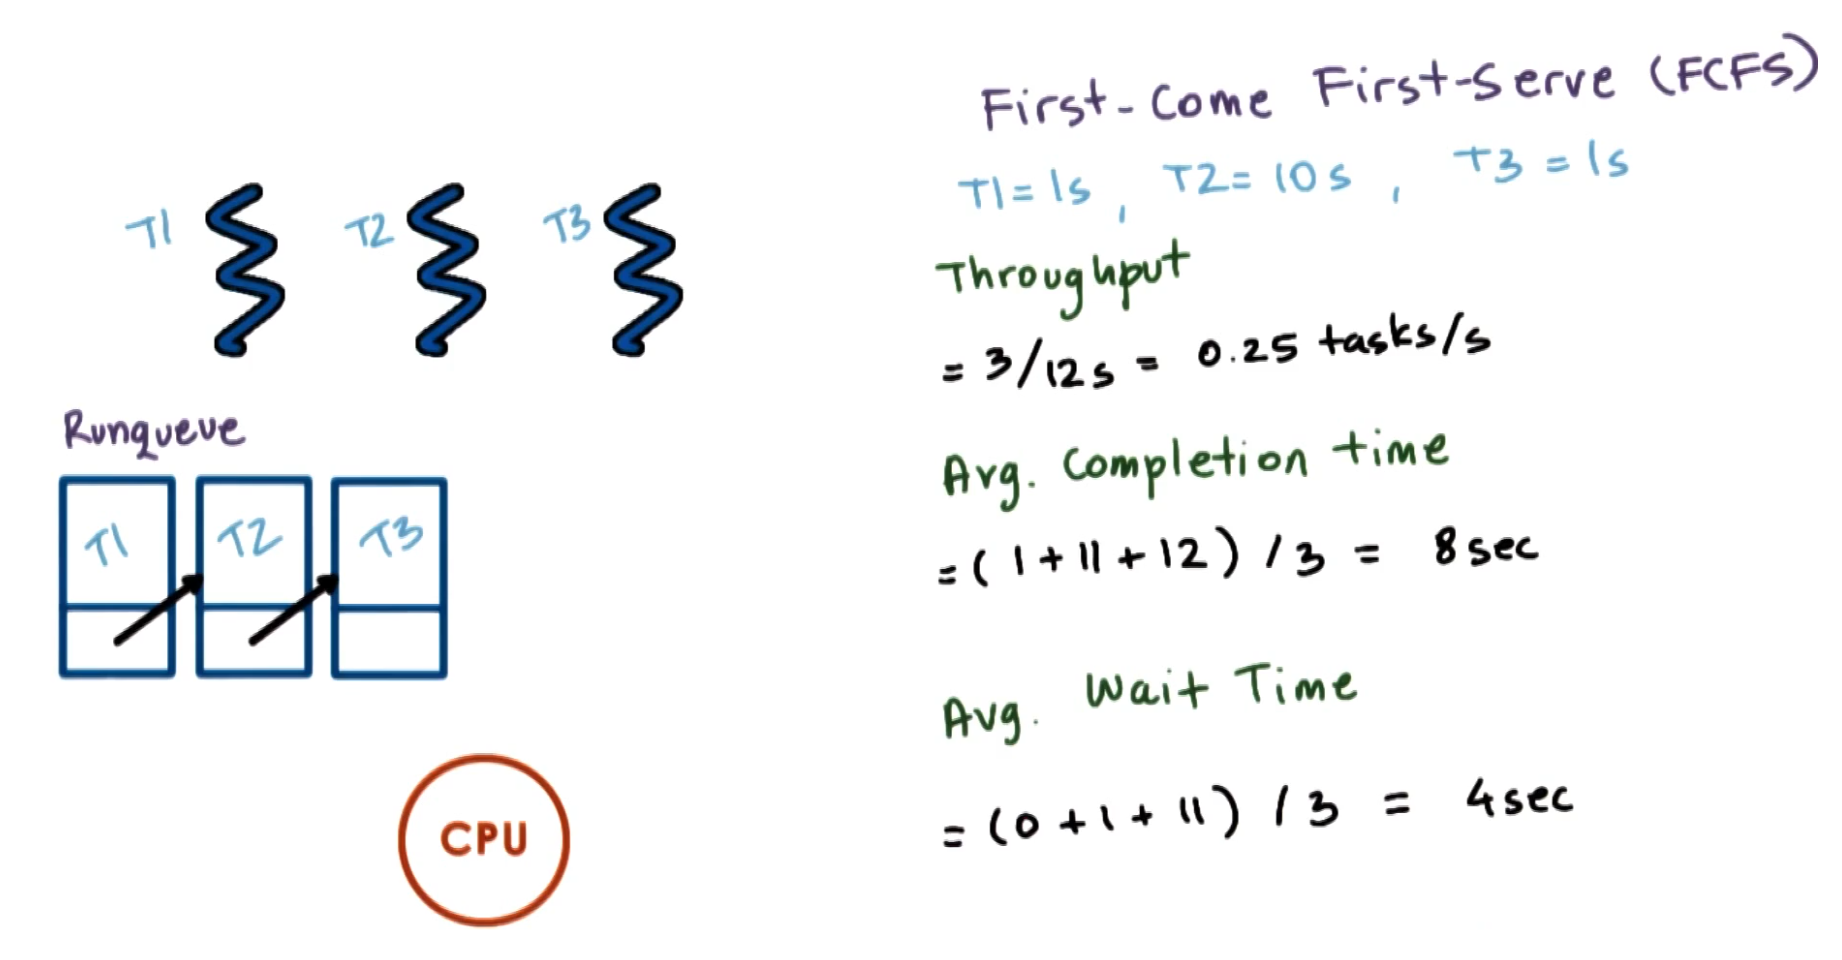 First-Come First-Serve (FCFS)
T1 = 1s , T2 = 10s , T3 = 1s
Throughput
= 3/12s = 0.25 tasks/s
Avg. Completion time
= (1 + 11 + 12) / 3 = 8 sec
Avg. Wait Time
= (0 + 1 + 11) / 3 = 4 sec
T1 T2 T3
Runqueue
T1 T2 T3
CPU